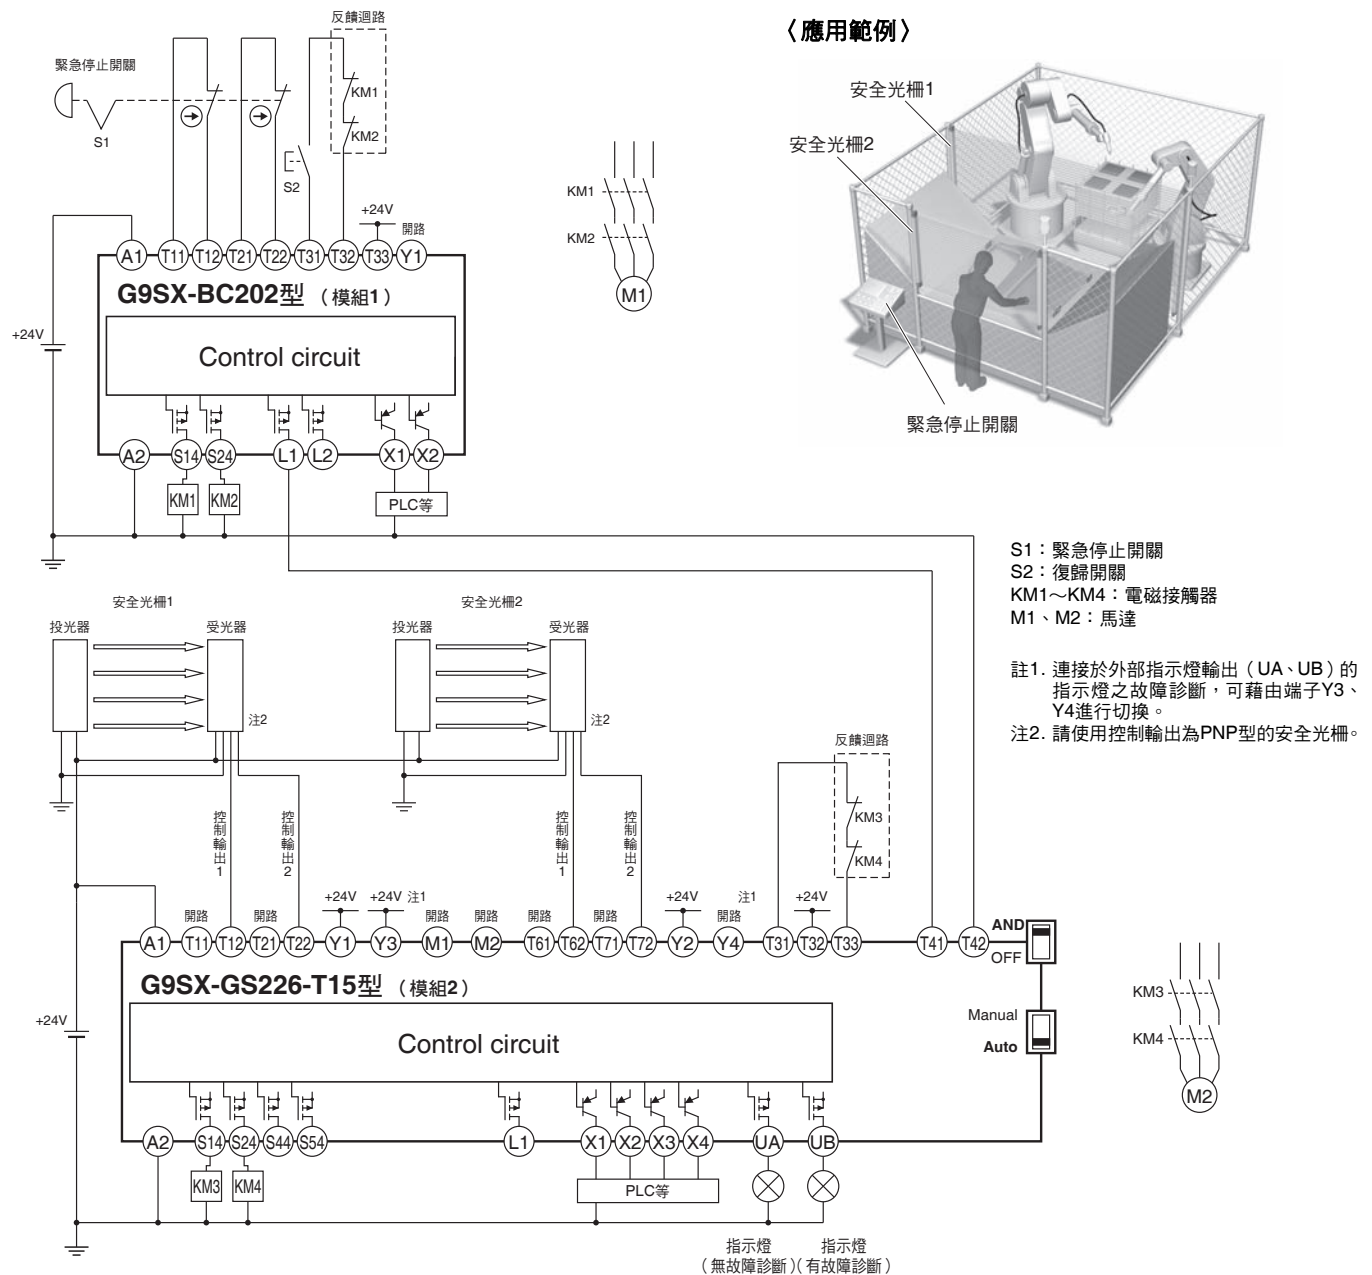 反饋迴路
〈應用範例〉
緊急停止開關
S1
KM1
KM2
S2
+24V
開路
A1 T11 T12 T21 T22 T31 T32 T33 Y1
G9SX-BC202型（模組1）
Control circuit
+24V
A2 S14 S24 L1 L2 X1 X2
KM1 KM2
PLC等
KM1
KM2
M1
安全光柵1
安全光柵2
緊急停止開關
S1：緊急停止開關
S2：復歸開關
KM1～KM4：電磁接觸器
M1、M2：馬達
註1. 連接於外部指示燈輸出（UA、UB）的
指示燈之故障診斷，可藉由端子Y3、
Y4進行切換。
注2. 請使用控制輸出為PNP型的安全光柵。
安全光柵1
安全光柵2
投光器
受光器
投光器
受光器
注2
注2
反饋迴路
KM3
KM4
控制輸出1
控制輸出2
控制輸出1
控制輸出2
+24V +24V 注1
+24V
注1
+24V
開路 開路 開路 開路 開路 開路 開路
A1 T11 T12 T21 T22 Y1 Y3 M1 M2 T61 T62 T71 T72 Y2 Y4 T31 T32 T33 T41 T42
AND
OFF
G9SX-GS226-T15型（模組2）
Manual
Auto
Control circuit
+24V
A2 S14 S24 S44 S54 L1 X1 X2 X3 X4 UA UB
KM3 KM4
PLC等
指示燈
（無故障診斷）
指示燈
（有故障診斷）
KM3
KM4
M2